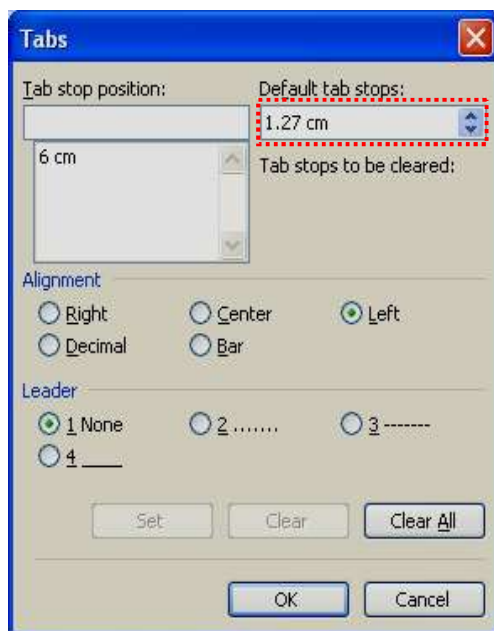 Tabs
Tab stop position: Default tab stops:
1.27 cm
6 cm
Tab stops to be cleared:
Alignment
Right Center Left
Decimal Bar
Leader
1 None 2 ....... 3 -------
4 ____
Set Clear Clear All
OK Cancel